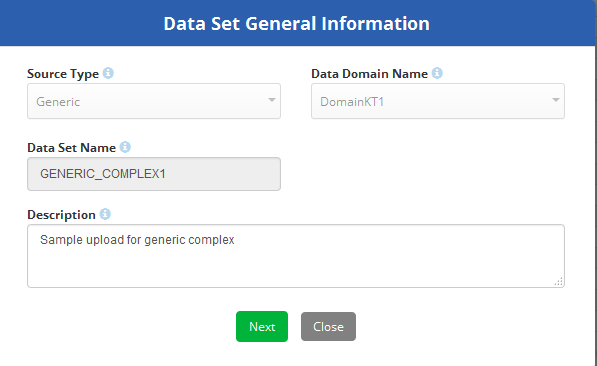 Data Set General Information
Source Type
Data Domain Name
Generic
DomainKT1
Data Set Name
GENERIC_COMPLEX1
Description
Sample upload for generic complex
Next
Close